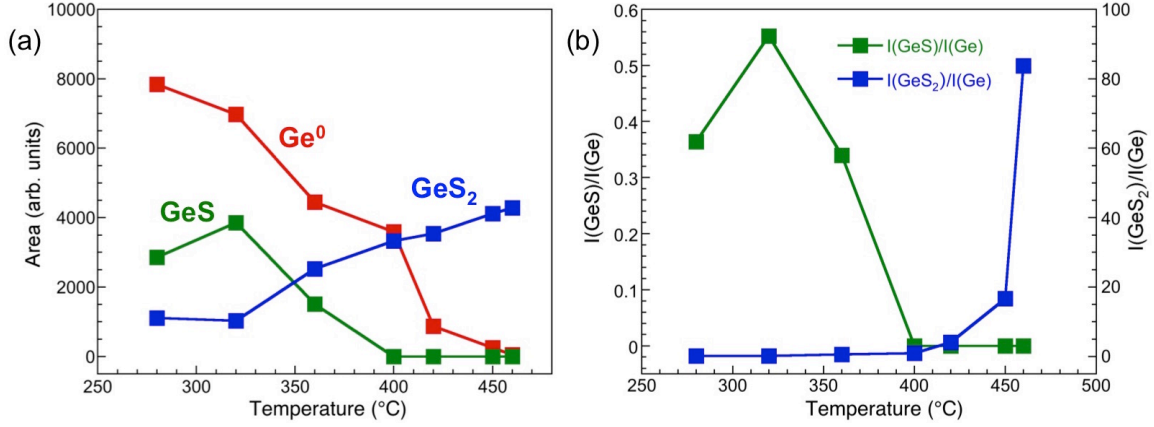 (a)
Area (arb. units)
10000
8000
6000
4000
2000
0
Ge⁰
GeS₂
GeS
250 300 350 400 450
Temperature (°C)
(b)
I(GeS)/I(Ge)
0.6
0.5
0.4
0.3
0.2
0.1
0
I(GeS)/I(Ge)
I(GeS₂)/I(Ge)
100
80
60
40
20
0
I(GeS₂)/I(Ge)
250 300 350 400 450 500
Temperature (°C)